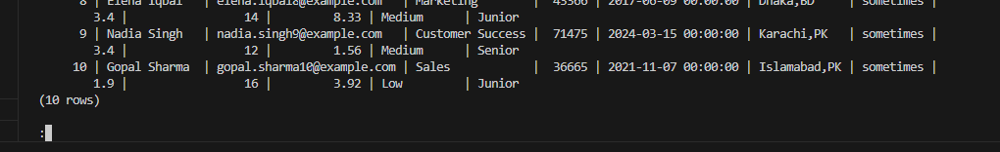 8 | Elena Iqbal | elena.iqbal8@example.com | Marketing | 43366 | 2017-06-09 00:00:00 | Dhaka,BD | sometimes |
3.4 | 14 | 8.33 | Medium | Junior
9 | Nadia Singh | nadia.singh9@example.com | Customer Success | 71475 | 2024-03-15 00:00:00 | Karachi,PK | sometimes |
3.4 | 12 | 1.56 | Medium | Senior
10 | Gopal Sharma | gopal.sharma10@example.com | Sales | 36665 | 2021-11-07 00:00:00 | Islamabad,PK | sometimes |
1.9 | 16 | 3.92 | Low | Junior
(10 rows)
: